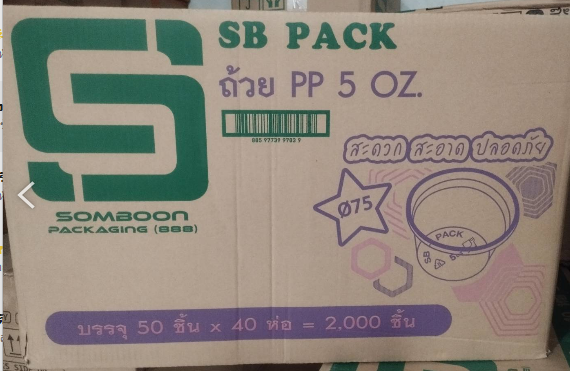 SB PACK
ถ้วย PP 5 OZ.
SOMBOON
PACKAGING (888)
สะดวก สะอาด ปลอดภัย
Ø75
PACK
บรรจุ 50 ชิ้น x 40 ห่อ = 2,000 ชิ้น